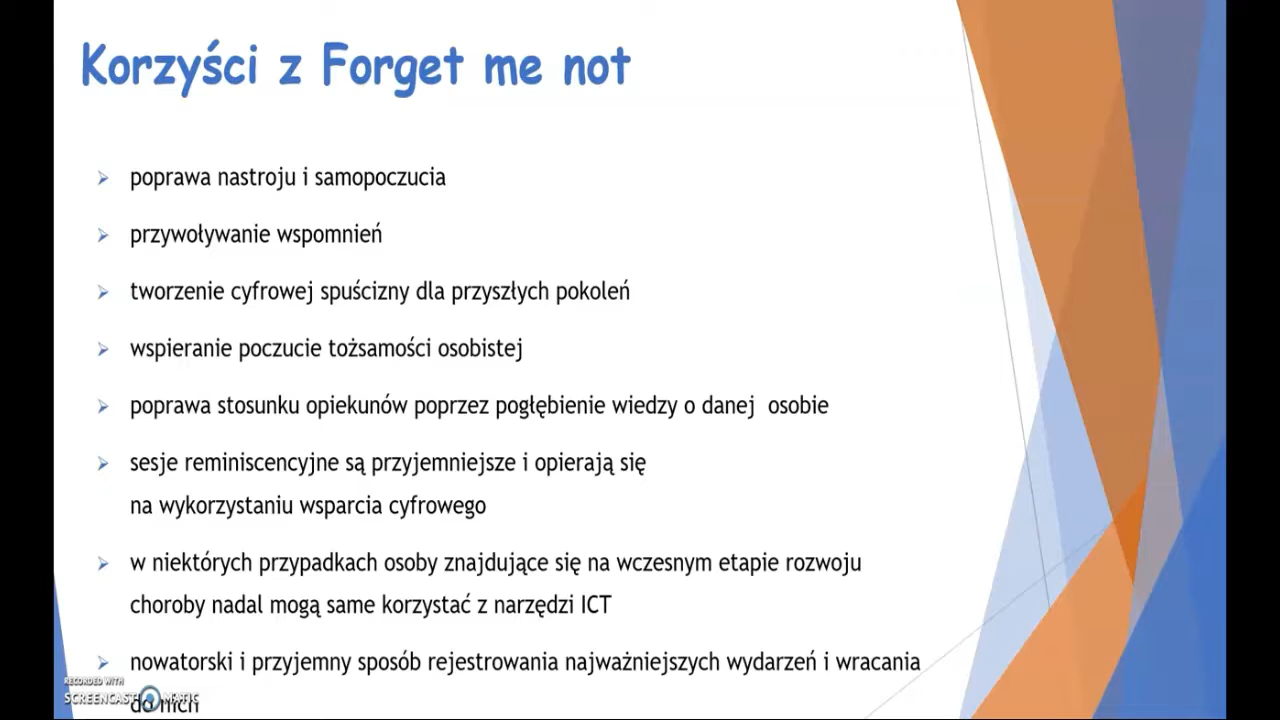 Korzyści z Forget me not
poprawa nastroju i samopoczucia
przywoływanie wspomnień
tworzenie cyfrowej spuścizny dla przyszłych pokoleń
wspieranie poczucie tożsamości osobistej
poprawa stosunku opiekunów poprzez pogłębienie wiedzy o danej osobie
sesje reminiscencyjne są przyjemniejsze i opierają się
na wykorzystaniu wsparcia cyfrowego
w niektórych przypadkach osoby znajdujące się na wczesnym etapie rozwoju
choroby nadal mogą same korzystać z narzędzi ICT
nowatorski i przyjemny sposób rejestrowania najważniejszych wydarzeń i wracania
do nich
RECORDED WITH
SCREENCAST-O-MATIC